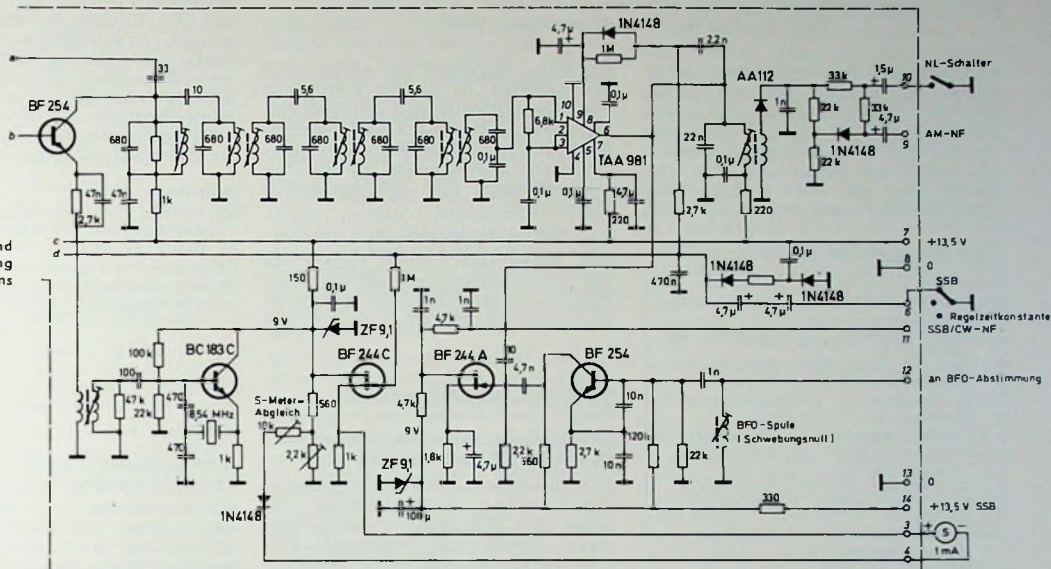 1N4148
4,7µ
1M
2,2n
a
33
NL-Schalter
10
5,6
5,6
AA112
33k
1,5µ
10
BF 254
10
9
8
0,1µ
1n
22k
33k
b
680
680
680
680
680
680
680
6,8k
1
2
3
6
7
4
5
TAA 981
22n
4,7µ
AM-NF
9
1N4148
0,1µ
0,1µ
22k
47n
2,7k
47n
1k
0,1µ
0,1µ
220
4,7µ
2,7k
220
c
7
+13,5 V
d
nd
ng
ns
150
1M
0,1µ
8
0
470n
1N4148
1N4148
SSB
0,1µ
1n
1n
4,7µ
4,7µ
6
Regelzeitkonstante
9 V
ZF9,1
4,7k
SSB/CW-NF
11
100k
BC 183 C
BF 244 C
BF 244 A
10
4,7n
BF 254
1n
12
an BFO-Abstimmung
100
47k
22k
470
8,54 MHz
S-Meter-
Abgleich
560
4,7k
10n
10k
9 V
BFO-Spule
(Schwebungsnull)
470
1k
2,2k
1k
ZF9,1
1,8k
4,7µ
2,2k
560
2,7k
10n
120k
22k
13
0
14
+13,5 V SSB
1N4148
100µ
330
3
+
S
-
4
1mA